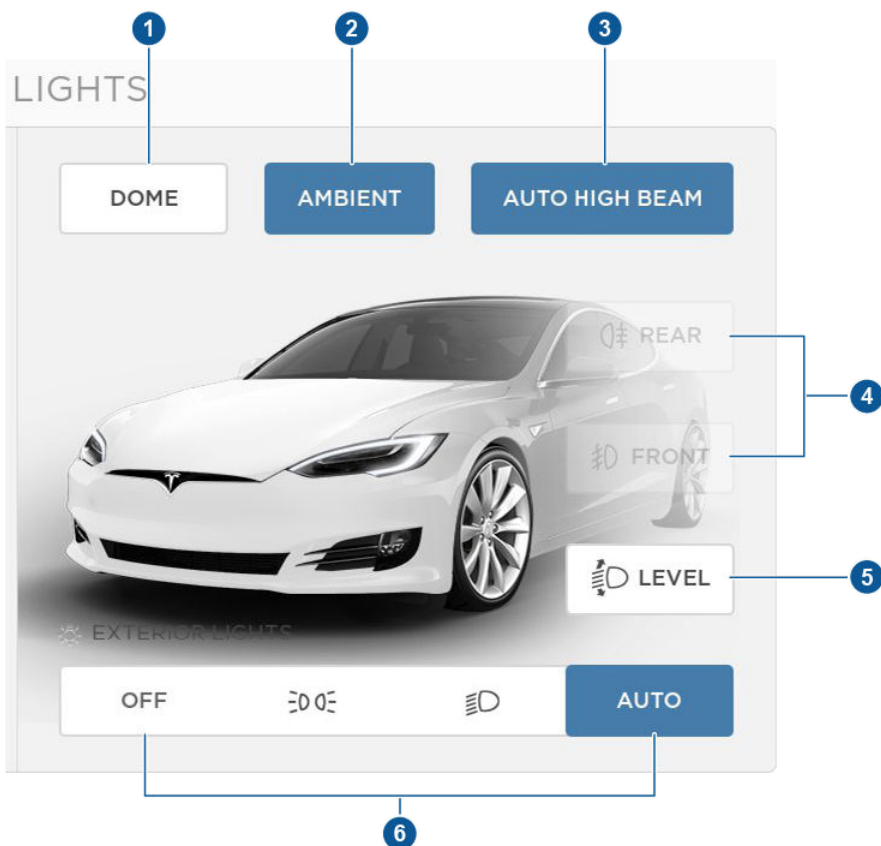 1 2 3
LIGHTS
DOME AMBIENT AUTO HIGH BEAM
REAR
4
FRONT
LEVEL 5
EXTERIOR LIGHTS
OFF AUTO
6